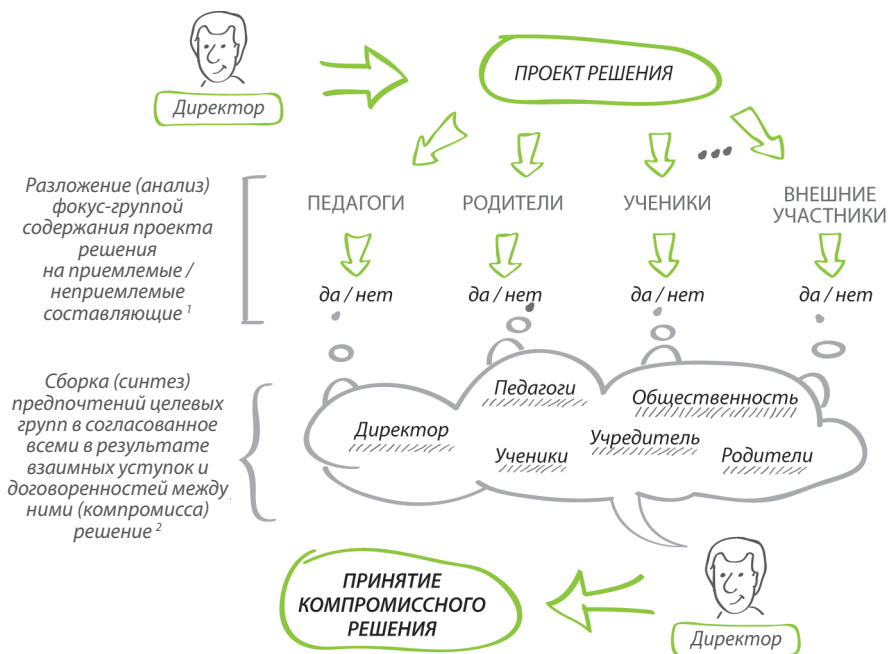 Директор
ПРОЕКТ РЕШЕНИЯ
Разложение (анализ)
фокус-группой
содержания проекта
решения
на приемлемые /
неприемлемые
составляющие 1
ПЕДАГОГИ
РОДИТЕЛИ
УЧЕНИКИ
ВНЕШНИЕ
УЧАСТНИКИ
да / нет
да / нет
да / нет
да / нет
Сборка (синтез)
предпочтений целевых
групп в согласованное
всеми в результате
взаимных уступок и
договоренностей между
ними (компромисса)
решение 2
Педагоги
Общественность
Директор
Учредитель
Ученики
Родители
ПРИНЯТИЕ
КОМПРОМИССНОГО
РЕШЕНИЯ
Директор